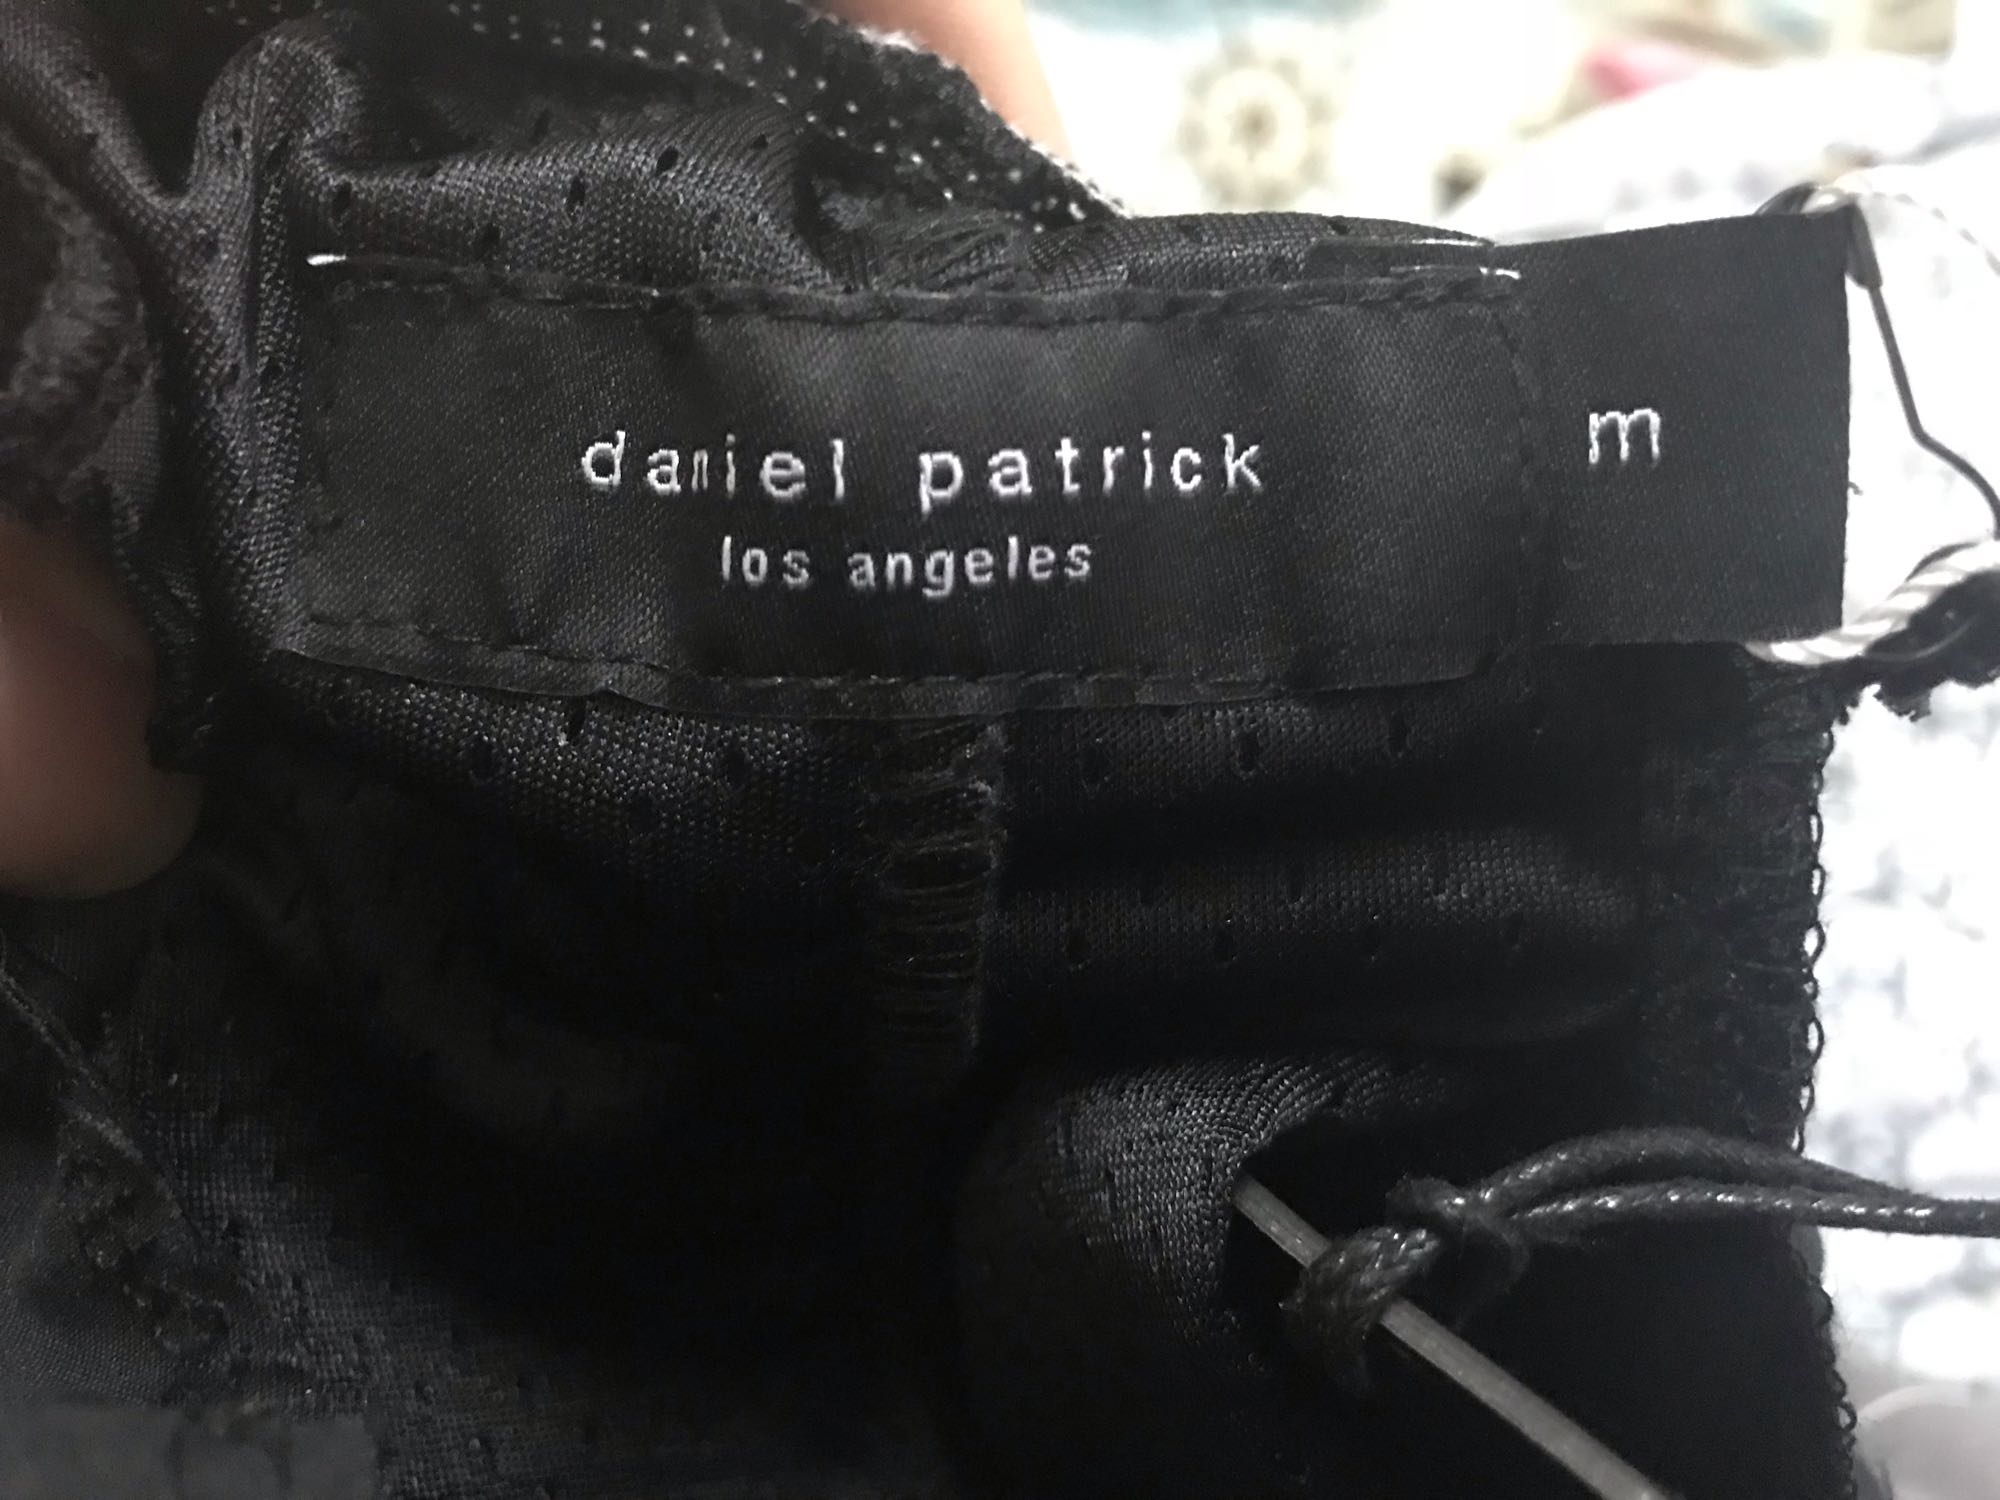 daniel patrick
los angeles
m